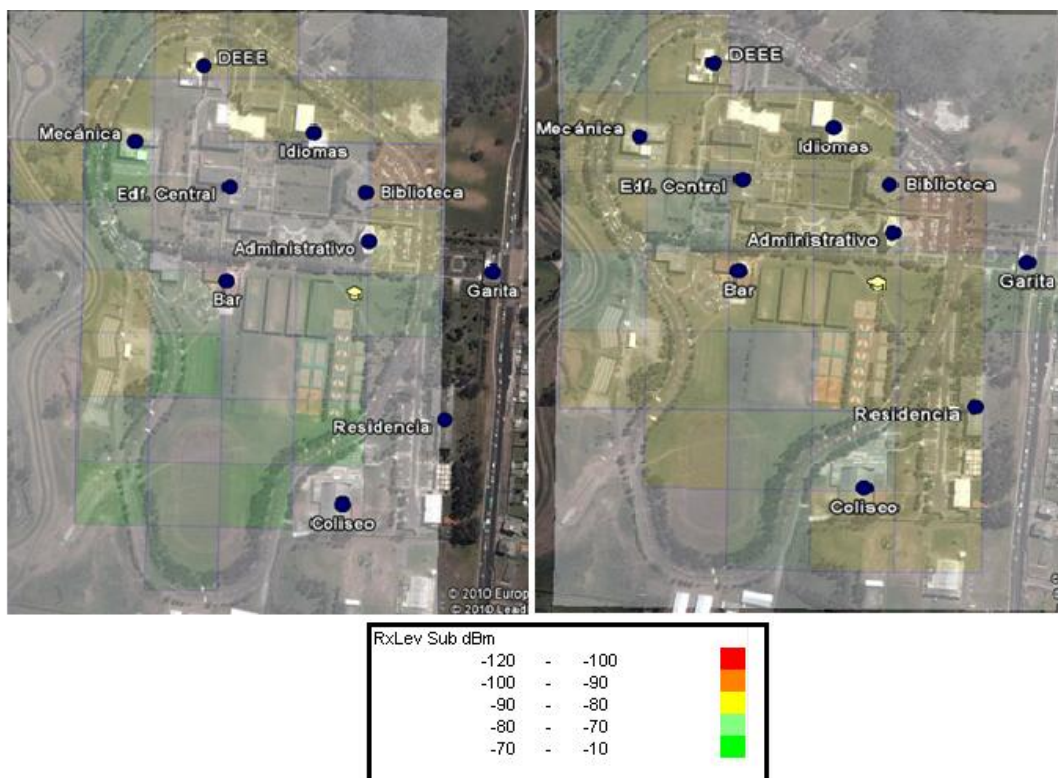 DEEE
Mecánica
Idiomas
Edf. Central
Biblioteca
Administrativo
Bar
Garita
Residencia
Coliseo
© 2010 Europ
© 2010 Lead
DEEE
Mecánica
Idiomas
Edf. Central
Biblioteca
Administrativo
Bar
Garita
Residencia
Coliseo
RxLev Sub dBm
-120 - -100
-100 - -90
-90 - -80
-80 - -70
-70 - -10